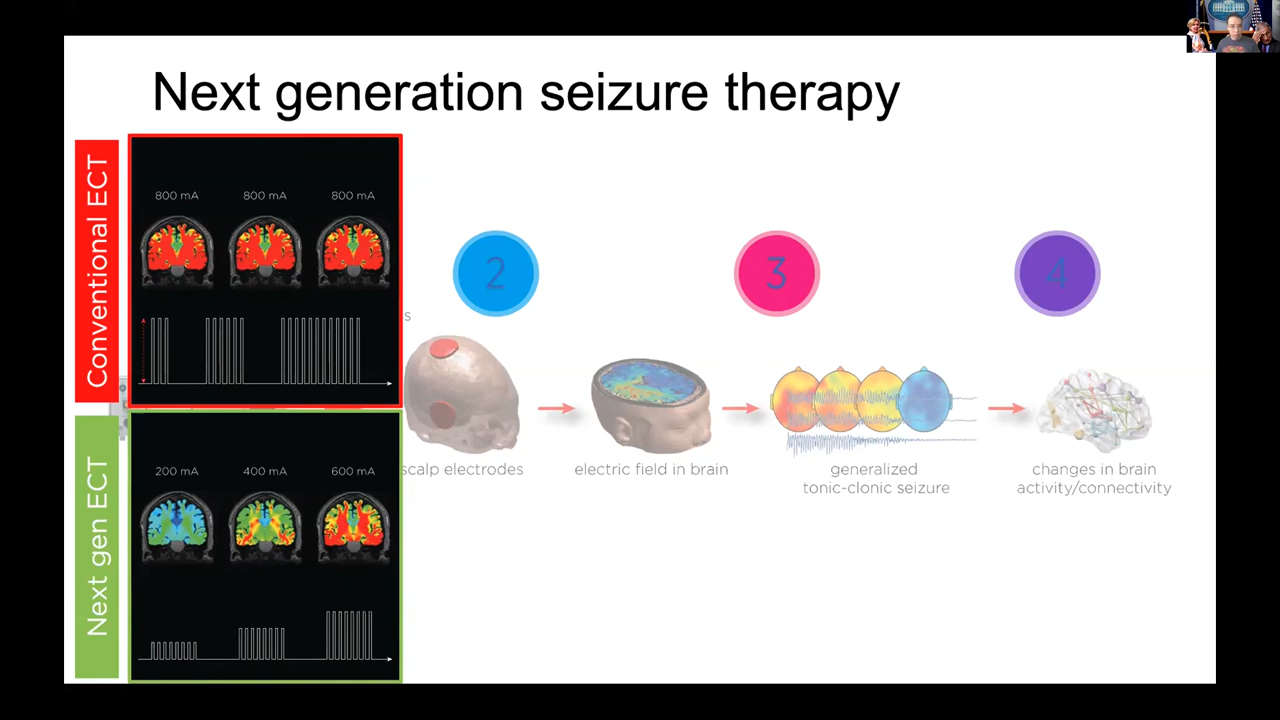 Next generation seizure therapy
Conventional ECT
800 mA 800 mA 800 mA
2 3 4
scalp electrodes
electric field in brain
generalized
tonic-clonic seizure
changes in brain
activity/connectivity
Next gen ECT
200 mA 400 mA 600 mA